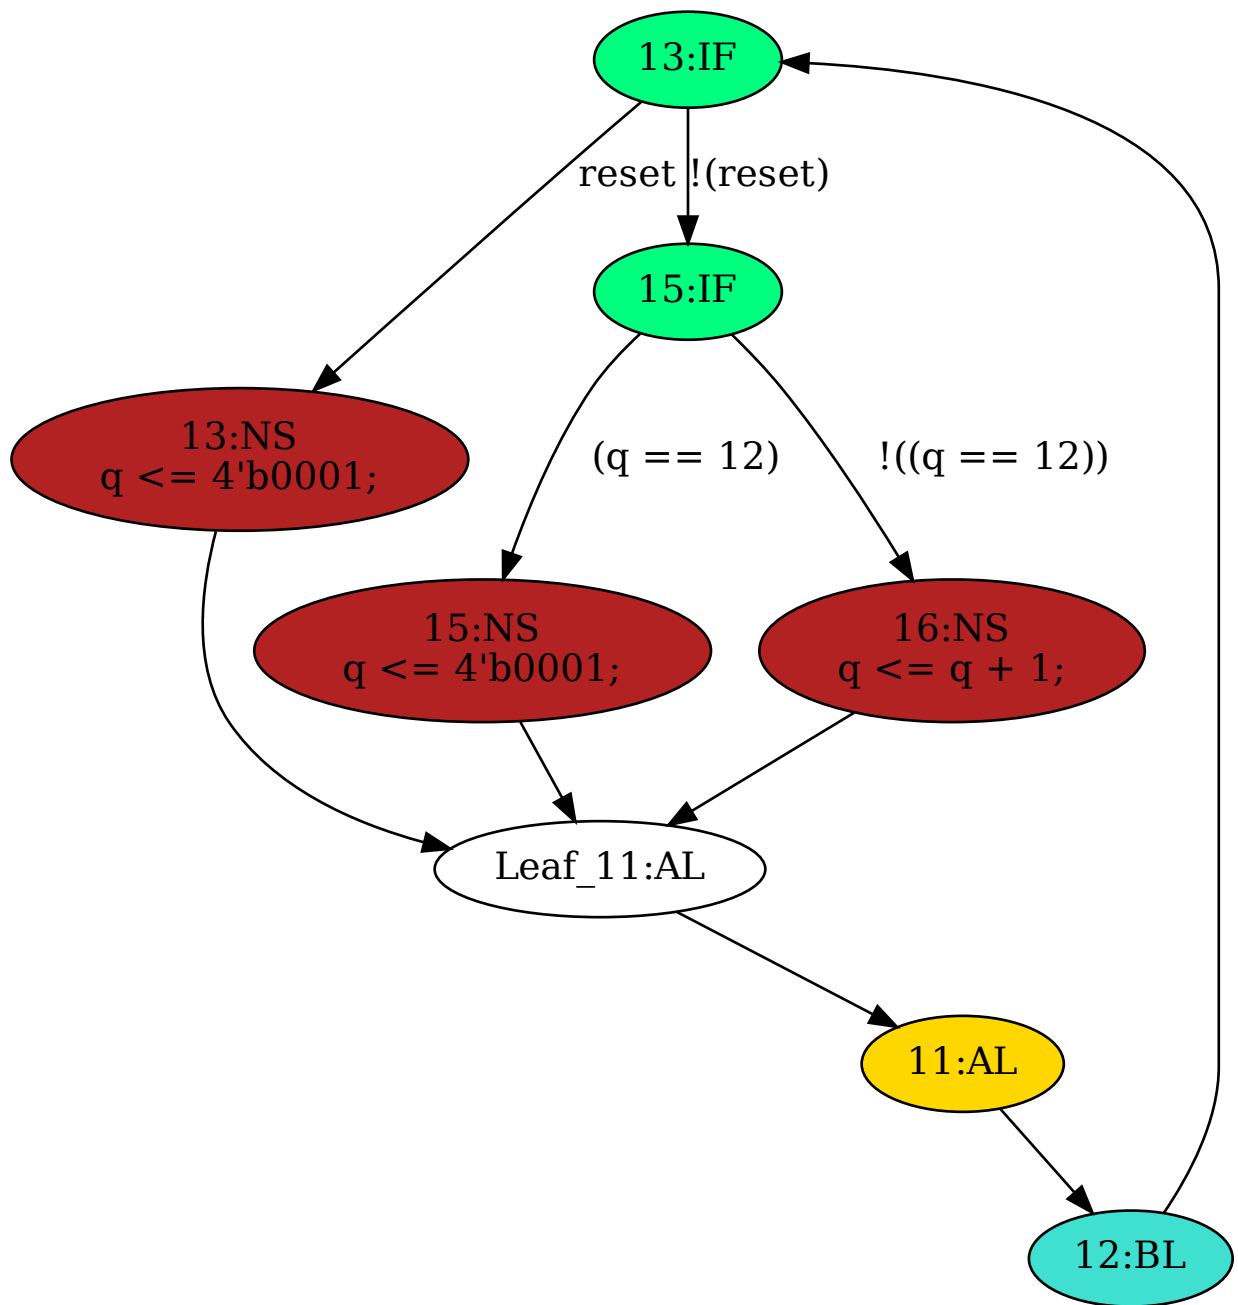 13:IF
reset
!(reset)
15:IF
13:NS
q <= 4'b0001;
(q == 12)
!((q == 12))
15:NS
q <= 4'b0001;
16:NS
q <= q + 1;
Leaf_11:AL
11:AL
12:BL